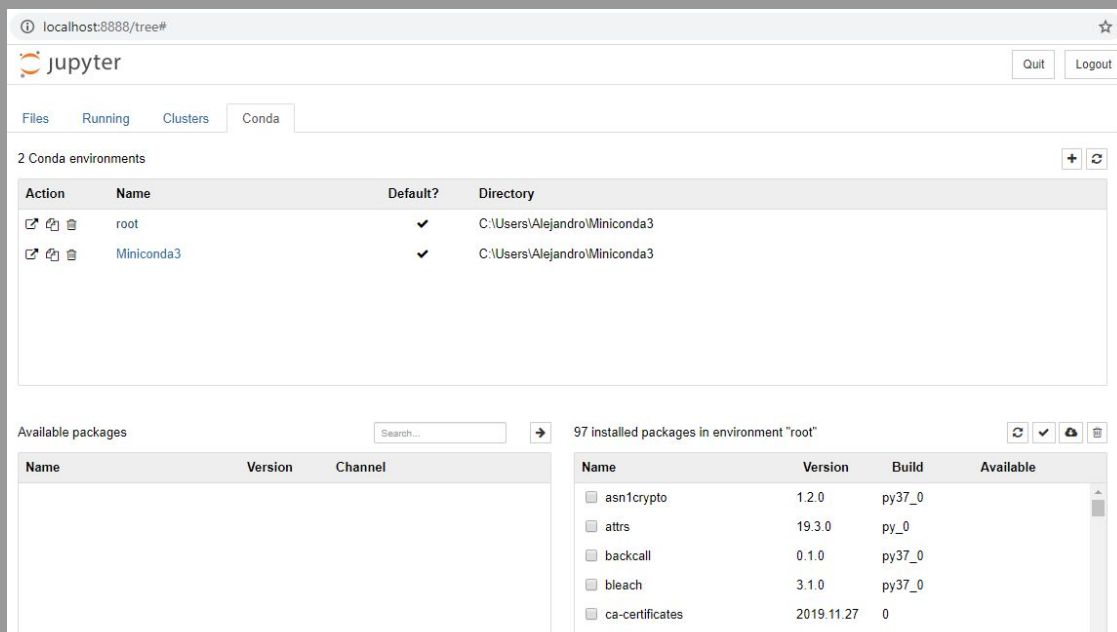 localhost:8888/tree#
jupyter
Quit Logout
Files Running Clusters Conda
2 Conda environments
Action Name Default? Directory
root C:\Users\Alejandro\Miniconda3
Miniconda3 C:\Users\Alejandro\Miniconda3
Available packages
Search...
97 installed packages in environment "root"
Name Version Channel
Name Version Build Available
asn1crypto 1.2.0 py37_0
attrs 19.3.0 py_0
backcall 0.1.0 py37_0
bleach 3.1.0 py37_0
ca-certificates 2019.11.27 0